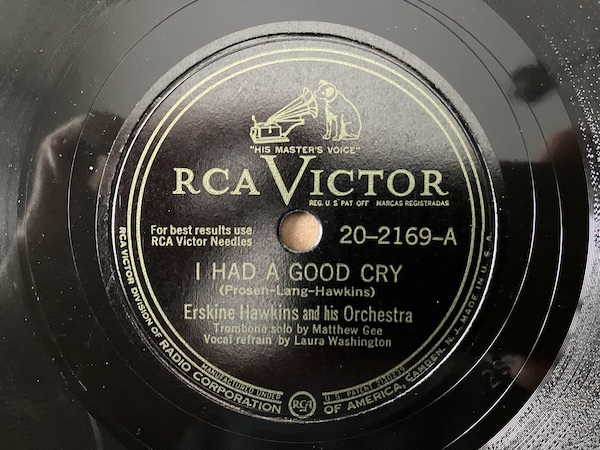 "HIS MASTER'S VOICE"
RCA VICTOR
REG. U. S. PAT. OFF. MARCAS REGISTRADAS
For best results use
RCA Victor Needles
20-2169-A
I HAD A GOOD CRY
(Prosen-Lang-Hawkins)
Erskine Hawkins and his Orchestra
Trombone solo by Matthew Gee
Vocal refrain by Laura Washington
RCA VICTOR DIVISION OF RADIO CORPORATION OF AMERICA, CAMDEN, N. J. MADE IN U. S. A.
MANUFACTURED UNDER
RCA
U S PATENT